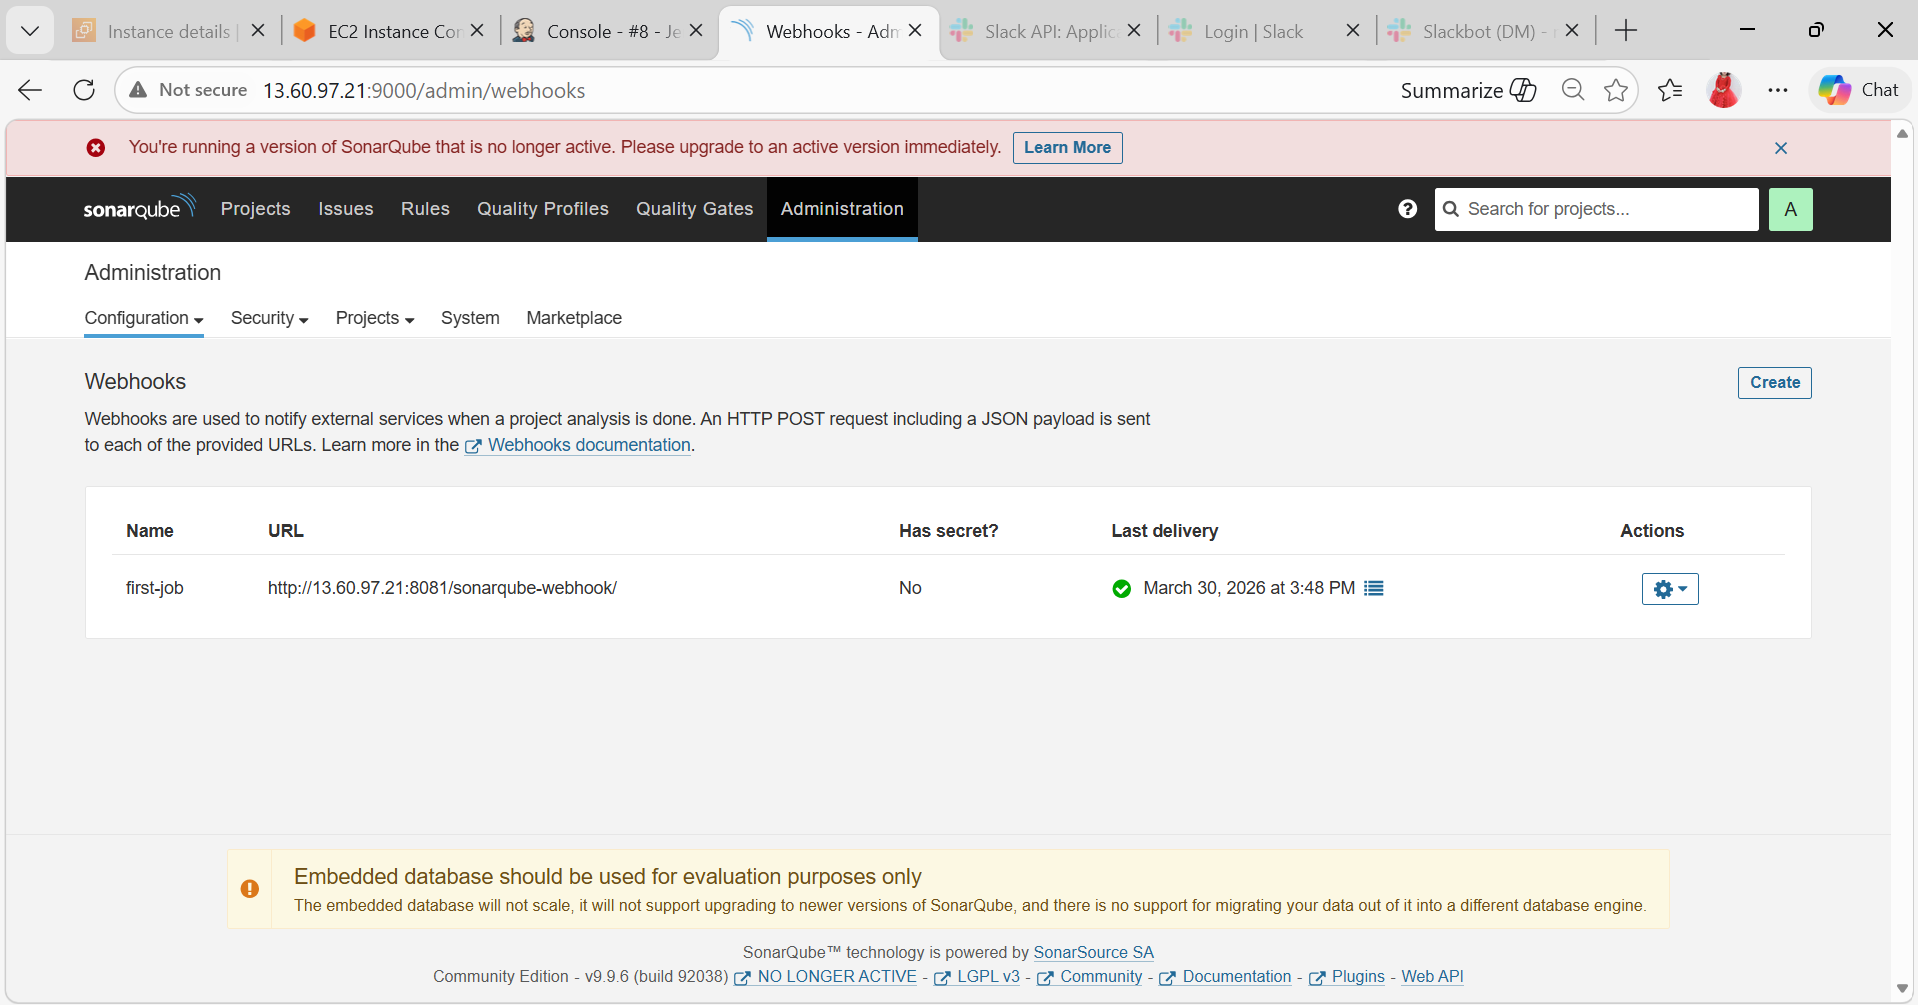 Instance details
EC2 Instance Con
Console - #8 - Je
Webhooks - Adm
Slack API: Applic
Login | Slack
Slackbot (DM) -
Not secure
13.60.97.21:9000/admin/webhooks
Summarize
Chat
You're running a version of SonarQube that is no longer active. Please upgrade to an active version immediately.
Learn More
sonarqube
Projects
Issues
Rules
Quality Profiles
Quality Gates
Administration
Search for projects...
A
Administration
Configuration
Security
Projects
System
Marketplace
Webhooks
Create
Webhooks are used to notify external services when a project analysis is done. An HTTP POST request including a JSON payload is sent
to each of the provided URLs. Learn more in the Webhooks documentation.
Name URL Has secret? Last delivery Actions
first-job http://13.60.97.21:8081/sonarqube-webhook/ No March 30, 2026 at 3:48 PM
Embedded database should be used for evaluation purposes only
The embedded database will not scale, it will not support upgrading to newer versions of SonarQube, and there is no support for migrating your data out of it into a different database engine.
SonarQube™ technology is powered by SonarSource SA
Community Edition - v9.9.6 (build 92038) NO LONGER ACTIVE - LGPL v3 - Community - Documentation - Plugins - Web API